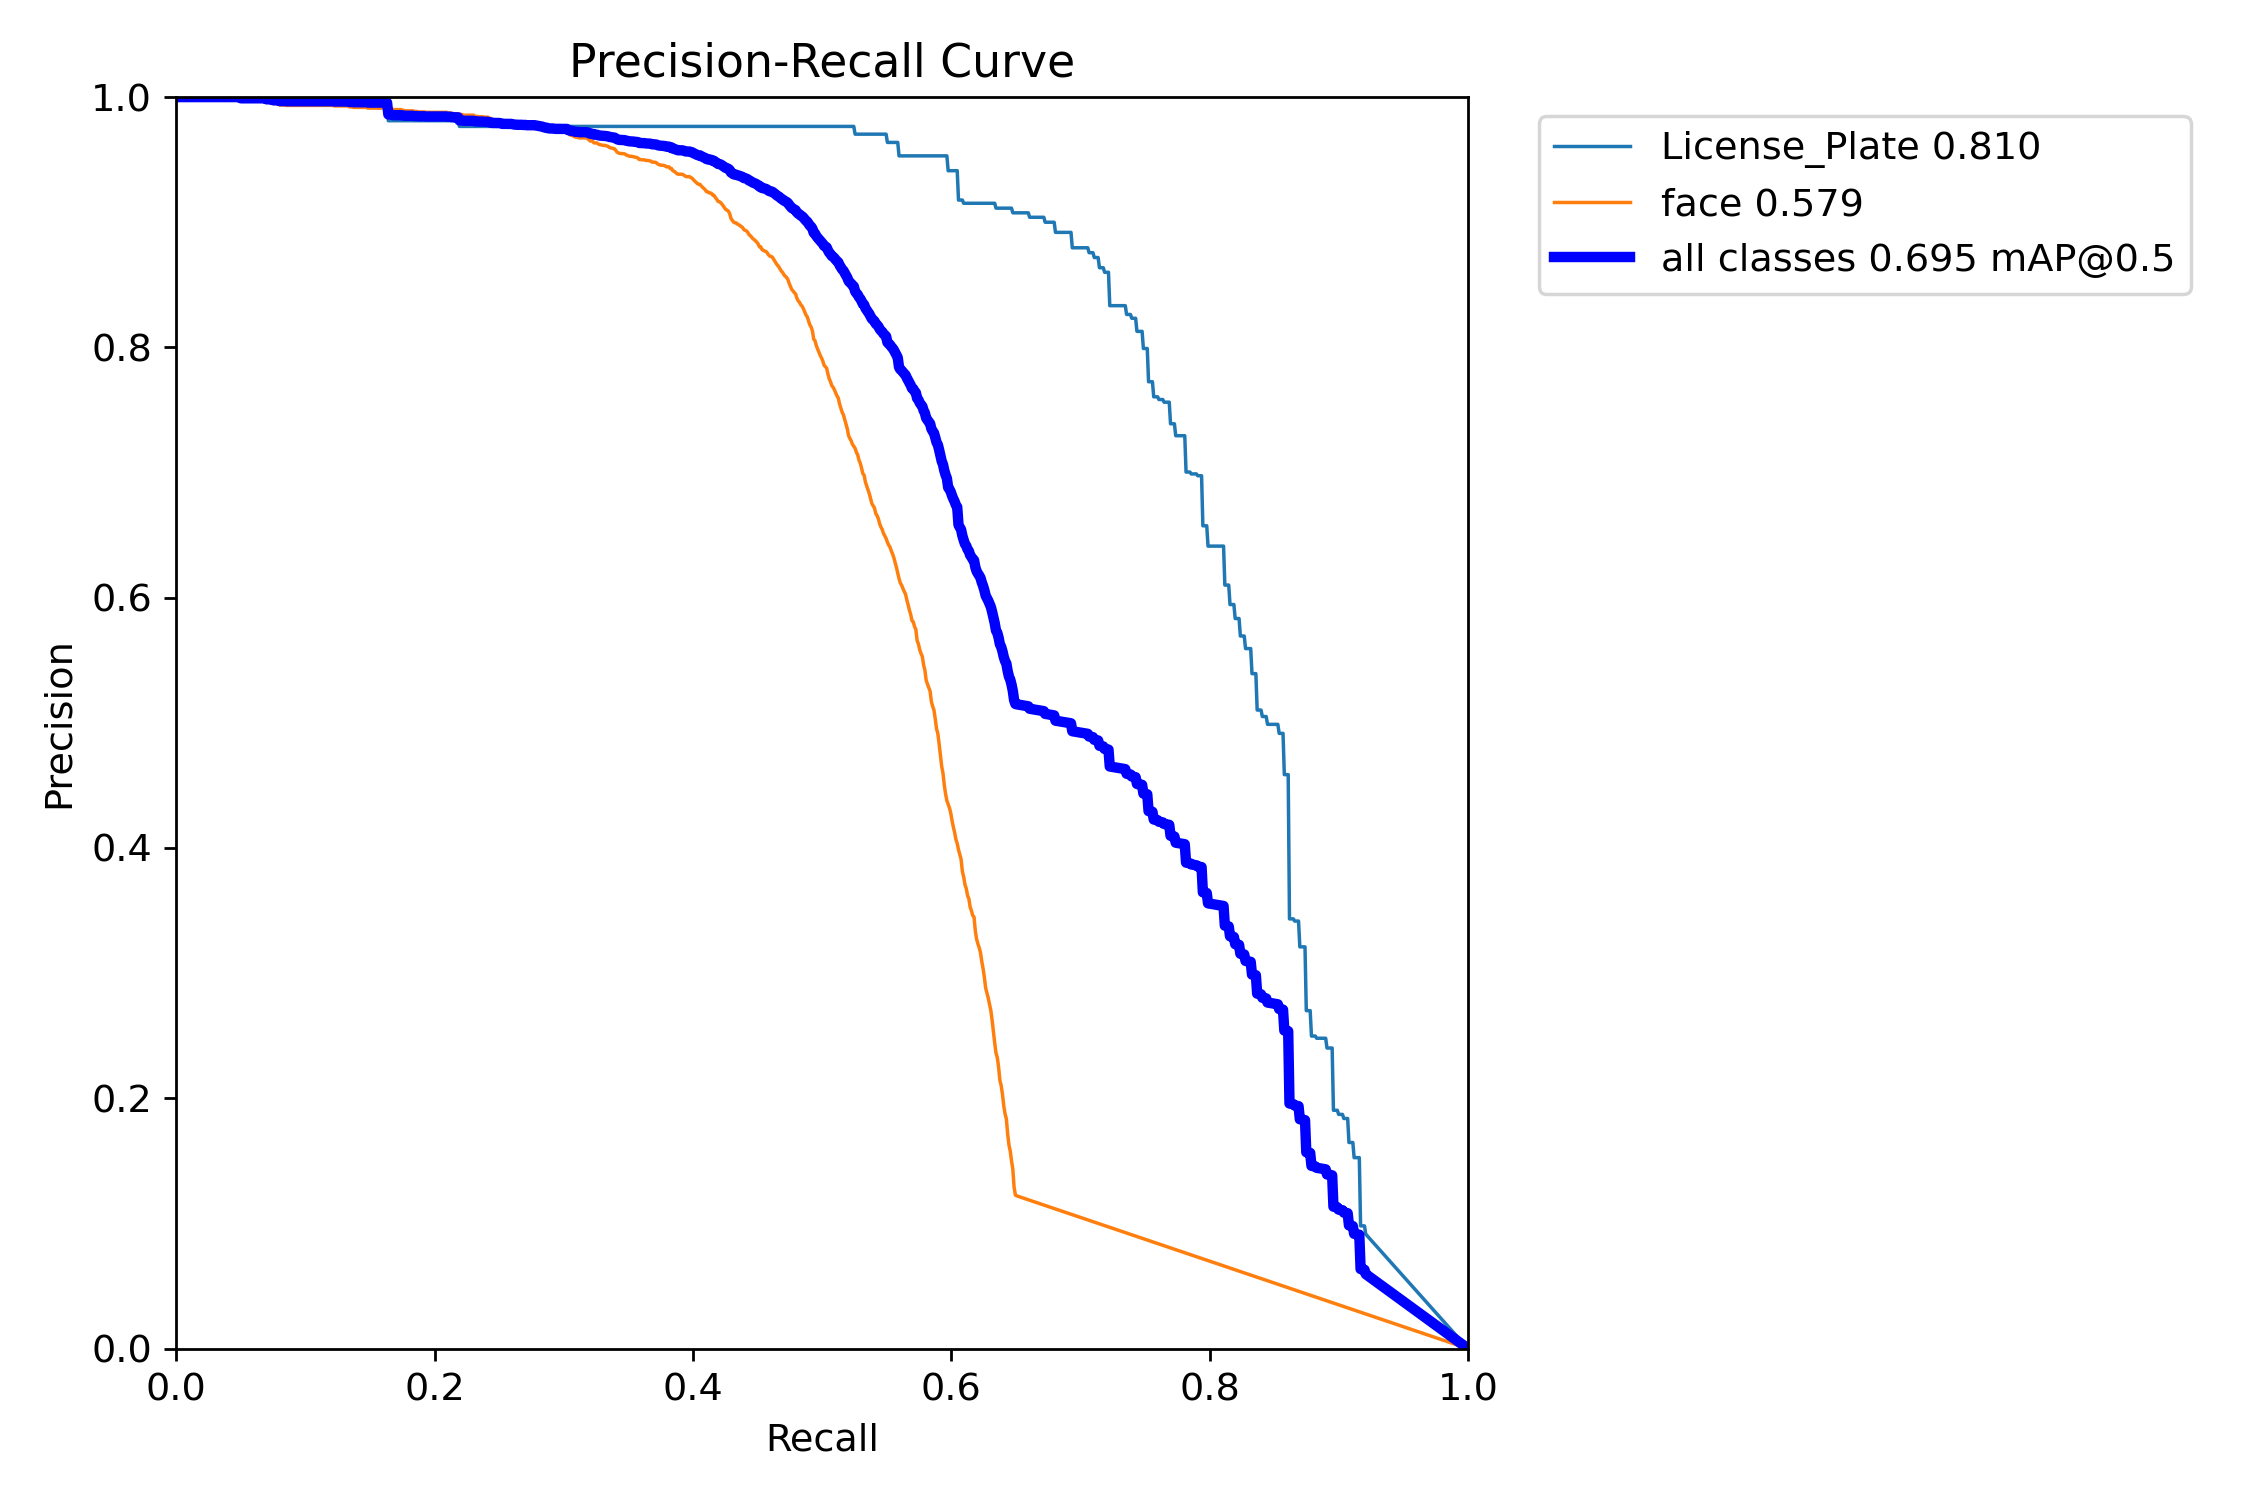 Precision-Recall Curve
1.0
0.8
0.6
0.4
0.2
0.0
Precision
0.0 0.2 0.4 0.6 0.8 1.0
Recall
License_Plate 0.810
face 0.579
all classes 0.695 mAP@0.5